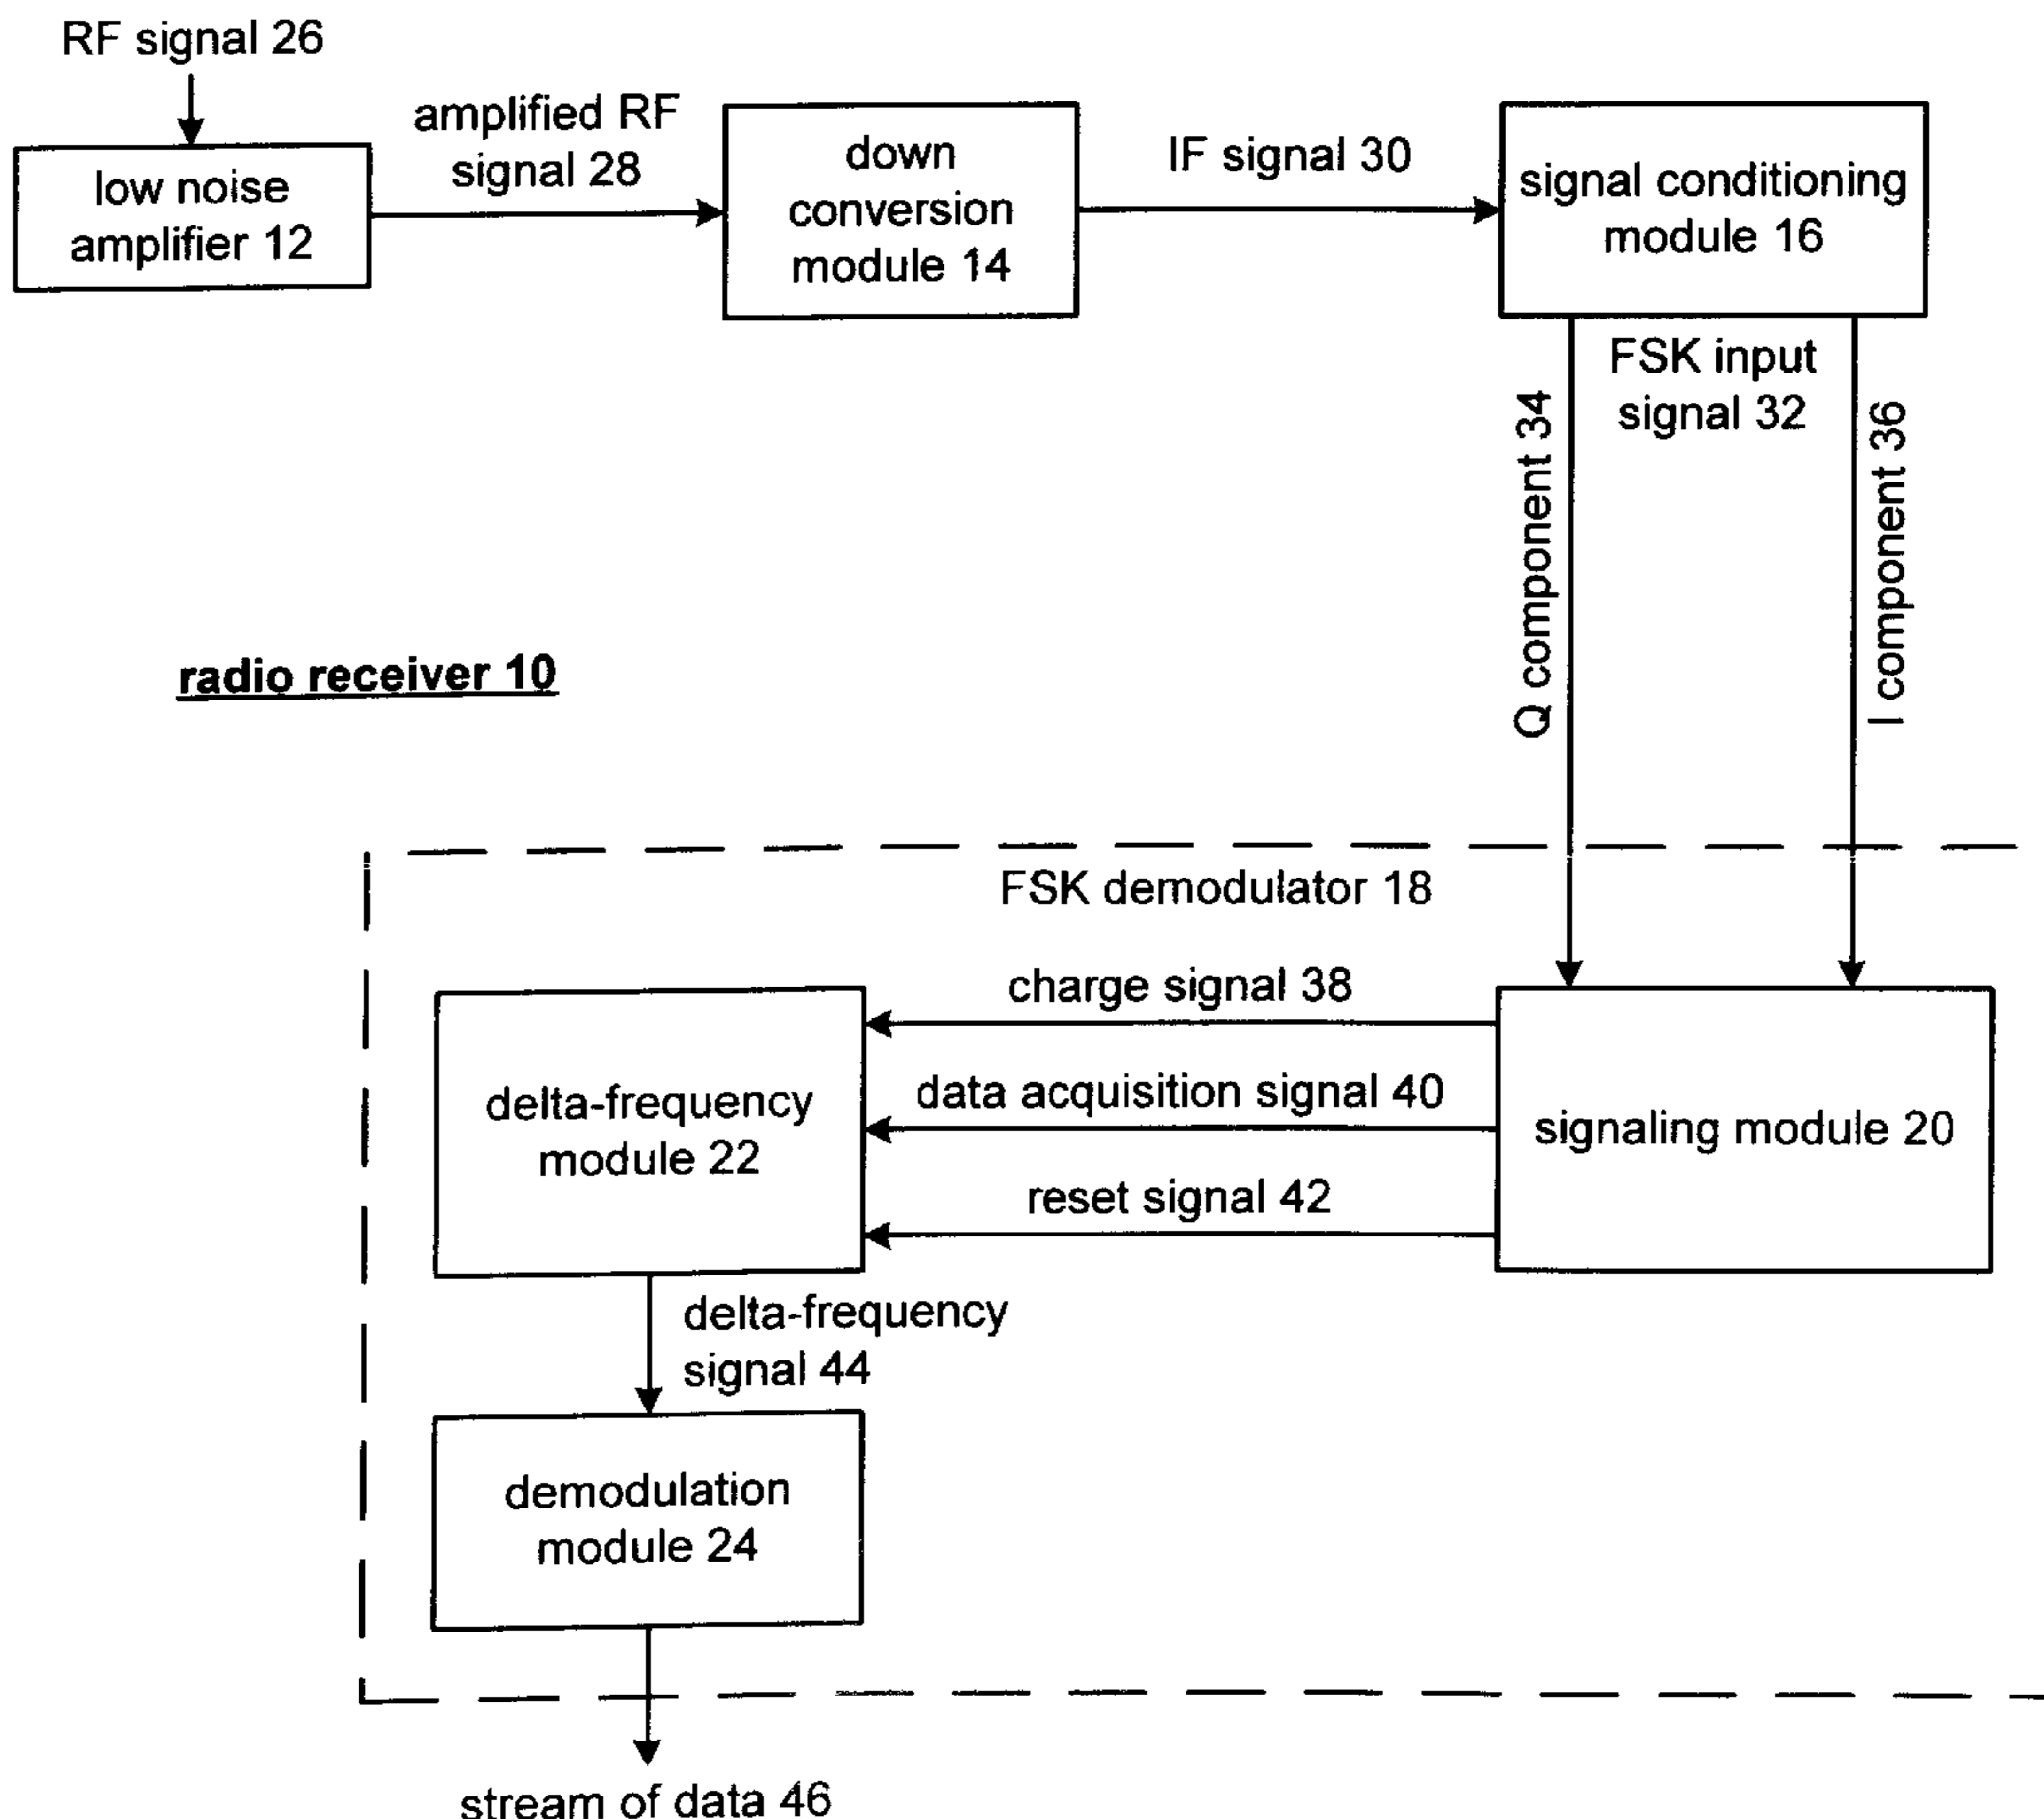 RF signal 26
amplified RF
signal 28
low noise
amplifier 12
down
conversion
module 14
IF signal 30
signal conditioning
module 16
FSK input
signal 32
Q component 34
I component 36
radio receiver 10
FSK demodulator 18
charge signal 38
data acquisition signal 40
reset signal 42
delta-frequency
module 22
signaling module 20
delta-frequency
signal 44
demodulation
module 24
stream of data 46